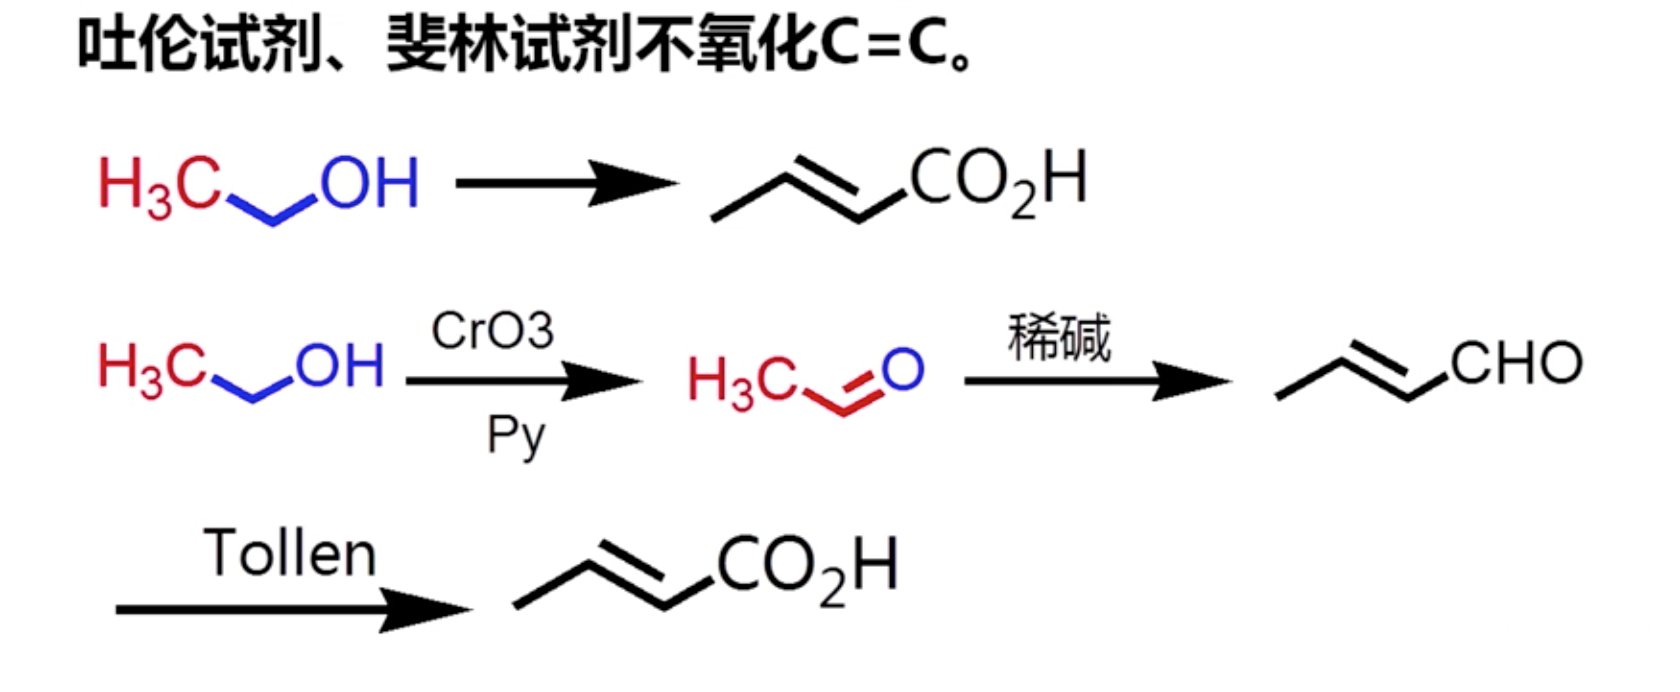 吐伦试剂、斐林试剂不氧化C=C。
H₃C OH CO₂H
CrO3 稀碱
H₃C OH H₃C O CHO
Py
Tollen
CO₂H